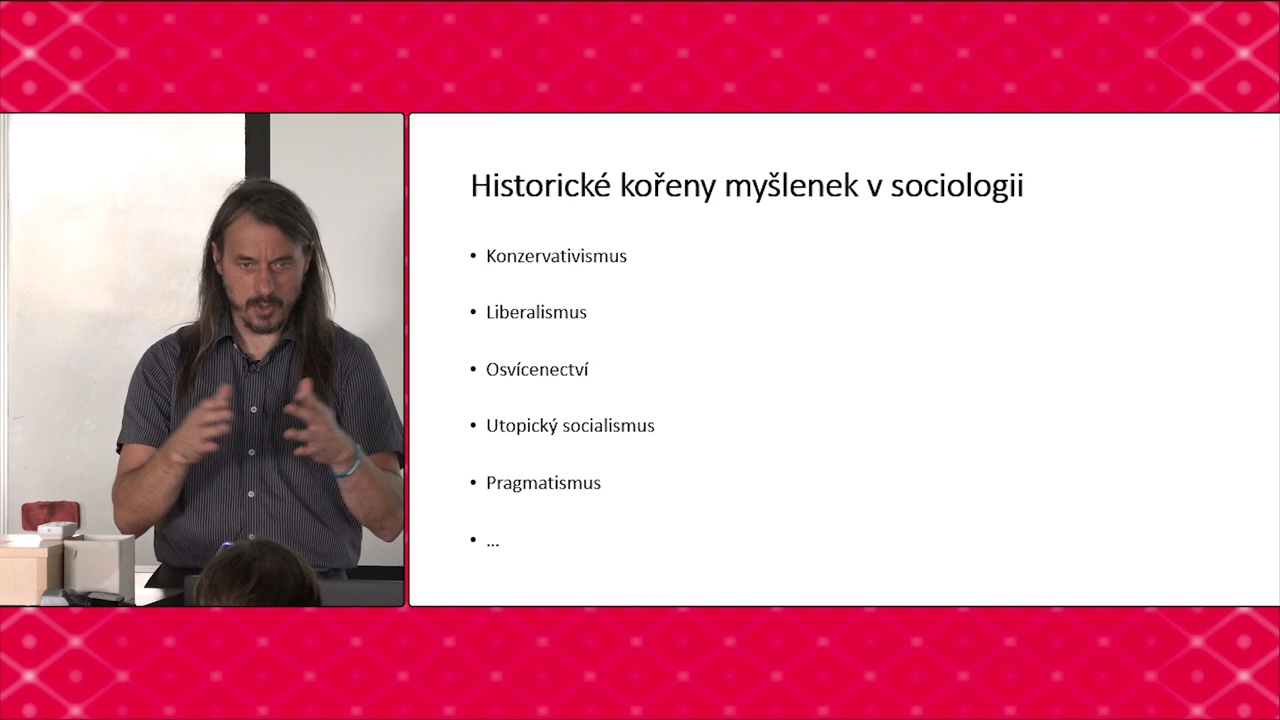 Historické kořeny myšlenek v sociologii
• Konzervativismus
• Liberalismus
• Osvícenectví
• Utopický socialismus
• Pragmatismus
• ...